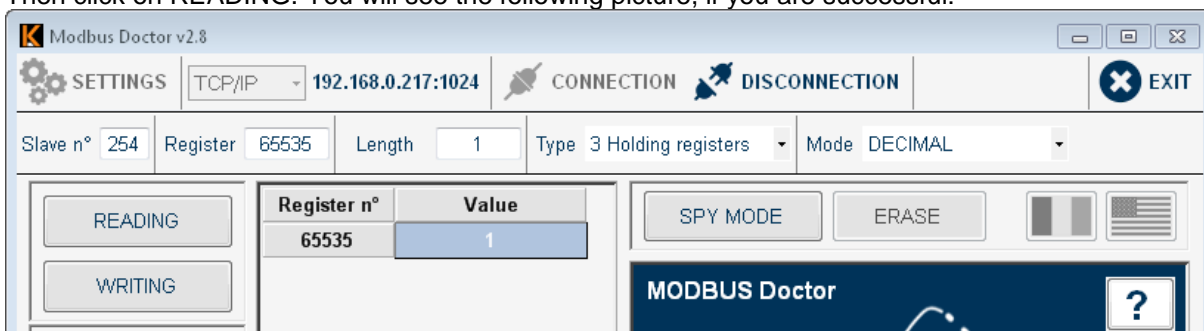 Then click on READING. You will see the following picture, if you are successful.
Modbus Doctor v2.8
SETTINGS TCP/IP 192.168.0.217:1024 CONNECTION DISCONNECTION EXIT
Slave n° 254 Register 65535 Length 1 Type 3 Holding registers Mode DECIMAL
READING Register n° Value SPY MODE ERASE
65535 1
WRITING MODBUS Doctor ?